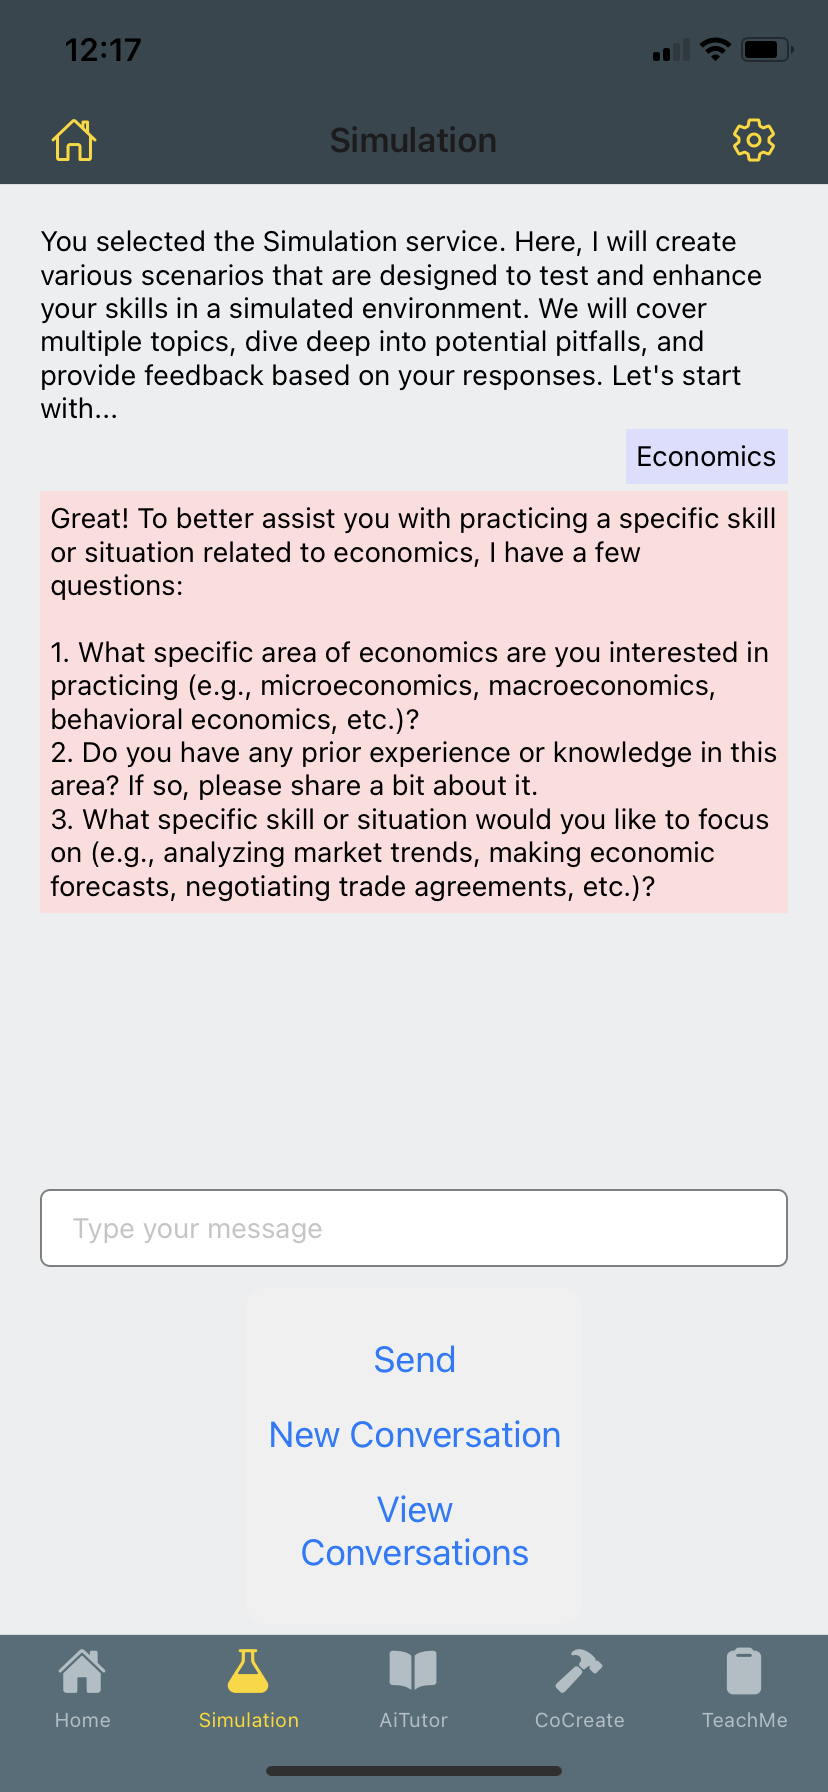 12:17
Simulation
You selected the Simulation service. Here, I will create
various scenarios that are designed to test and enhance
your skills in a simulated environment. We will cover
multiple topics, dive deep into potential pitfalls, and
provide feedback based on your responses. Let's start
with...
Economics
Great! To better assist you with practicing a specific skill
or situation related to economics, I have a few
questions:
1. What specific area of economics are you interested in
practicing (e.g., microeconomics, macroeconomics,
behavioral economics, etc.)?
2. Do you have any prior experience or knowledge in this
area? If so, please share a bit about it.
3. What specific skill or situation would you like to focus
on (e.g., analyzing market trends, making economic
forecasts, negotiating trade agreements, etc.)?
Type your message
Send
New Conversation
View
Conversations
Home
Simulation
AiTutor
CoCreate
TeachMe